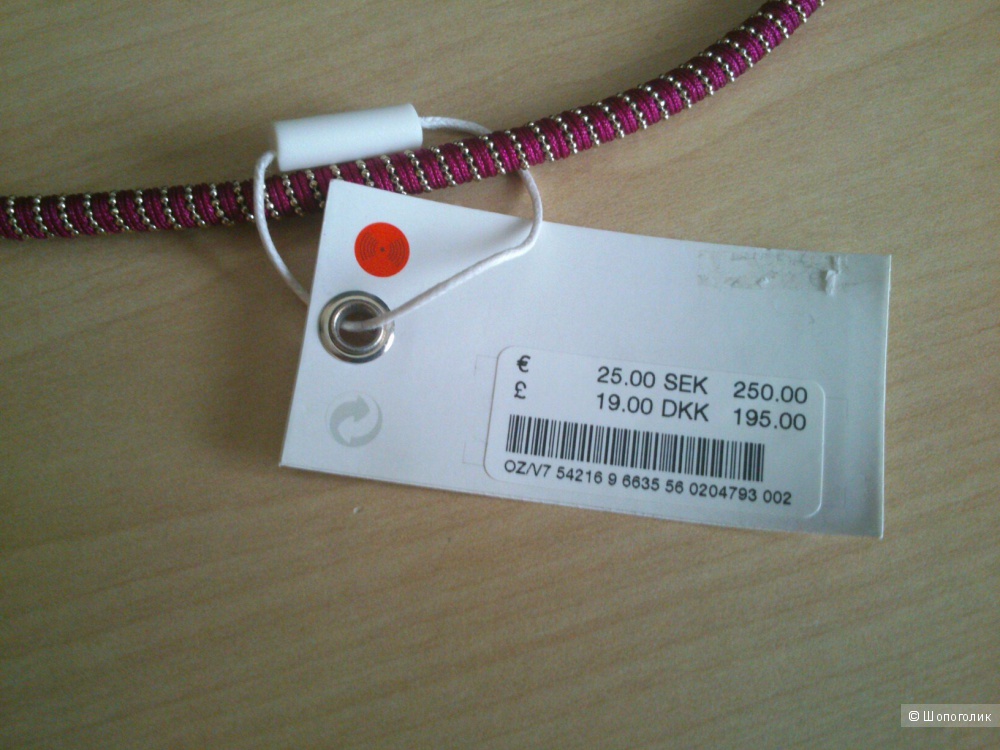 € 25.00 SEK 250.00
£ 19.00 DKK 195.00
OZ/V7 54216 9 6635 56 0204793 002
© Шопоголик